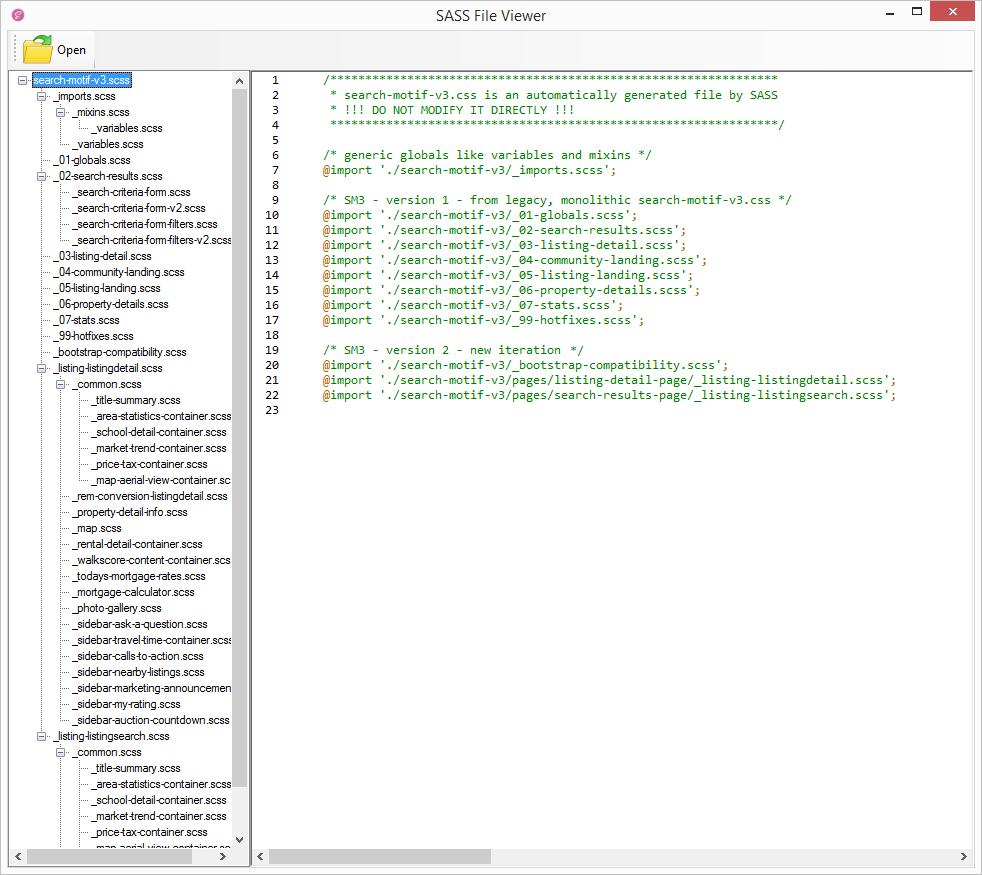 SASS File Viewer
Open
search-motif-v3.scss
_imports.scss
_mixins.scss
_variables.scss
_variables.scss
_01-globals.scss
_02-search-results.scss
_search-criteria-form.scss
_search-criteria-form-v2.scss
_search-criteria-form-filters.scss
_search-criteria-form-filters-v2.scss
_03-listing-detail.scss
_04-community-landing.scss
_05-listing-landing.scss
_06-property-details.scss
_07-stats.scss
_99-hotfixes.scss
_bootstrap-compatibility.scss
_listing-listingdetail.scss
_common.scss
_title-summary.scss
_area-statistics-container.scss
_school-detail-container.scss
_market-trend-container.scss
_price-tax-container.scss
_map-aerial-view-container.sc
_rem-conversion-listingdetail.scss
_property-detail-info.scss
_map.scss
_rental-detail-container.scss
_walkscore-content-container.scs
_todays-mortgage-rates.scss
_mortgage-calculator.scss
_photo-gallery.scss
_sidebar-ask-a-question.scss
_sidebar-travel-time-container.scss
_sidebar-calls-to-action.scss
_sidebar-nearby-listings.scss
_sidebar-marketing-announcemen
_sidebar-my-rating.scss
_sidebar-auction-countdown.scss
_listing-listingsearch.scss
_common.scss
_title-summary.scss
_area-statistics-container.scss
_school-detail-container.scss
_market-trend-container.scss
_price-tax-container.scss
_map-aerial-view-container.sc
1 /****************************************************************
2 * search-motif-v3.css is an automatically generated file by SASS
3 * !!! DO NOT MODIFY IT DIRECTLY !!!
4 ****************************************************************/
5
6 /* generic globals like variables and mixins */
7 @import './search-motif-v3/_imports.scss';
8
9 /* SM3 - version 1 - from legacy, monolithic search-motif-v3.css */
10 @import './search-motif-v3/_01-globals.scss';
11 @import './search-motif-v3/_02-search-results.scss';
12 @import './search-motif-v3/_03-listing-detail.scss';
13 @import './search-motif-v3/_04-community-landing.scss';
14 @import './search-motif-v3/_05-listing-landing.scss';
15 @import './search-motif-v3/_06-property-details.scss';
16 @import './search-motif-v3/_07-stats.scss';
17 @import './search-motif-v3/_99-hotfixes.scss';
18
19 /* SM3 - version 2 - new iteration */
20 @import './search-motif-v3/_bootstrap-compatibility.scss';
21 @import './search-motif-v3/pages/listing-detail-page/_listing-listingdetail.scss';
22 @import './search-motif-v3/pages/search-results-page/_listing-listingsearch.scss';
23